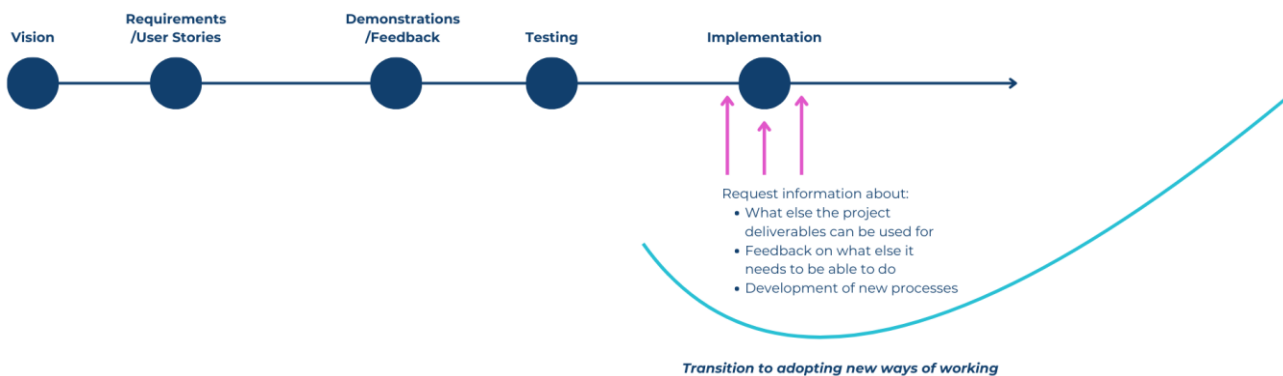 Vision
Requirements
/User Stories
Demonstrations
/Feedback
Testing
Implementation
Request information about:
• What else the project
deliverables can be used for
• Feedback on what else it
needs to be able to do
• Development of new processes
Transition to adopting new ways of working